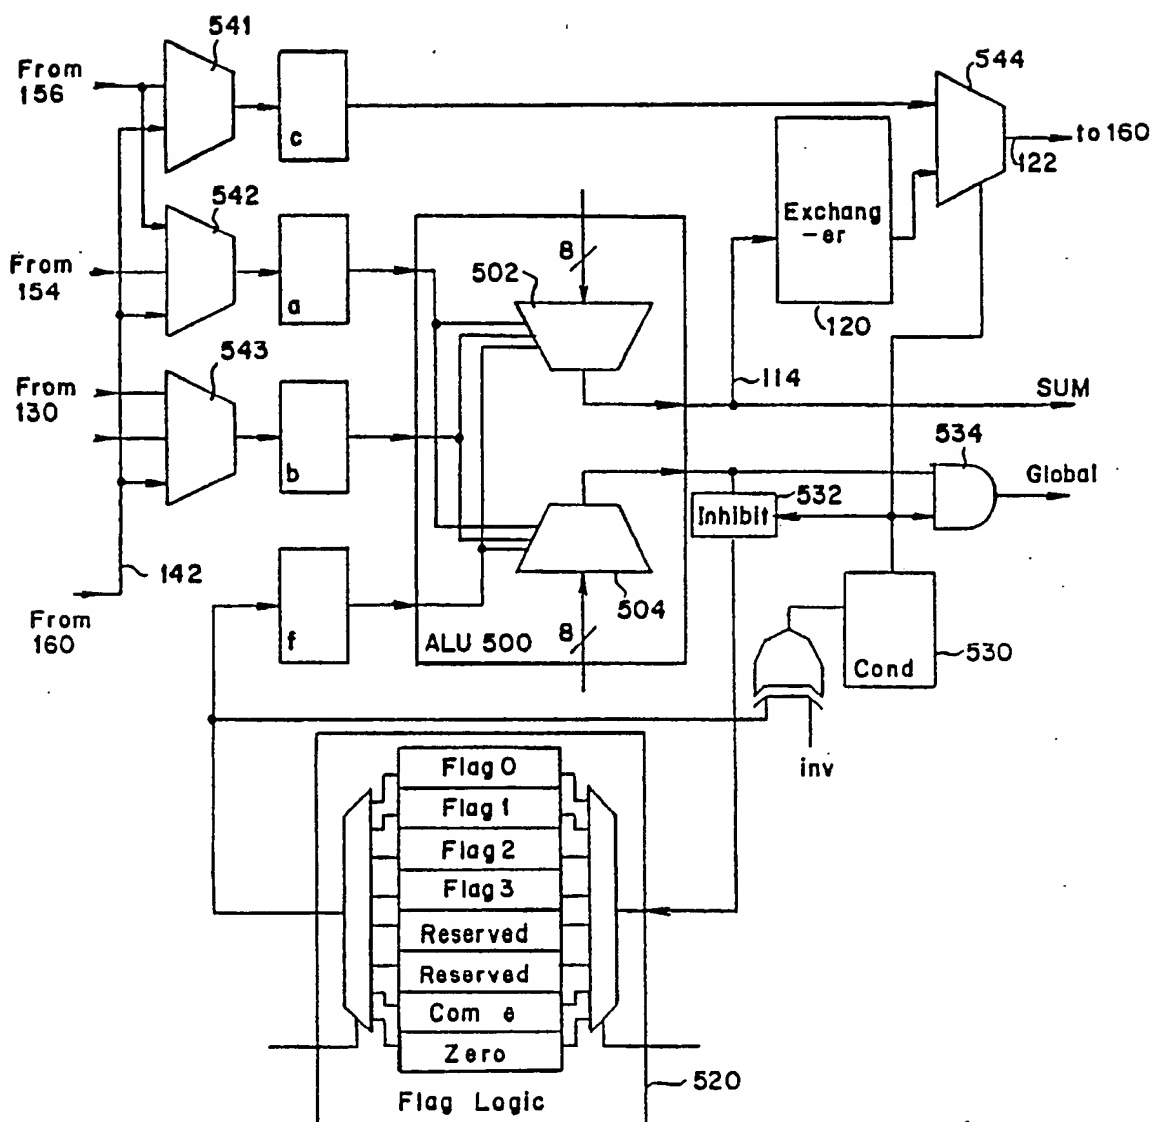 541
From
156
c
544
to 160
122
542
From
154
a
Exchang
-er
120
8
502
543
From
130
b
114
SUM
534
Global
532
Inhibit
142
From
160
f
504
8
ALU 500
530
Cond
inv
Flag 0
Flag 1
Flag 2
Flag 3
Reserved
Reserved
Com e
Zero
Flag Logic
520